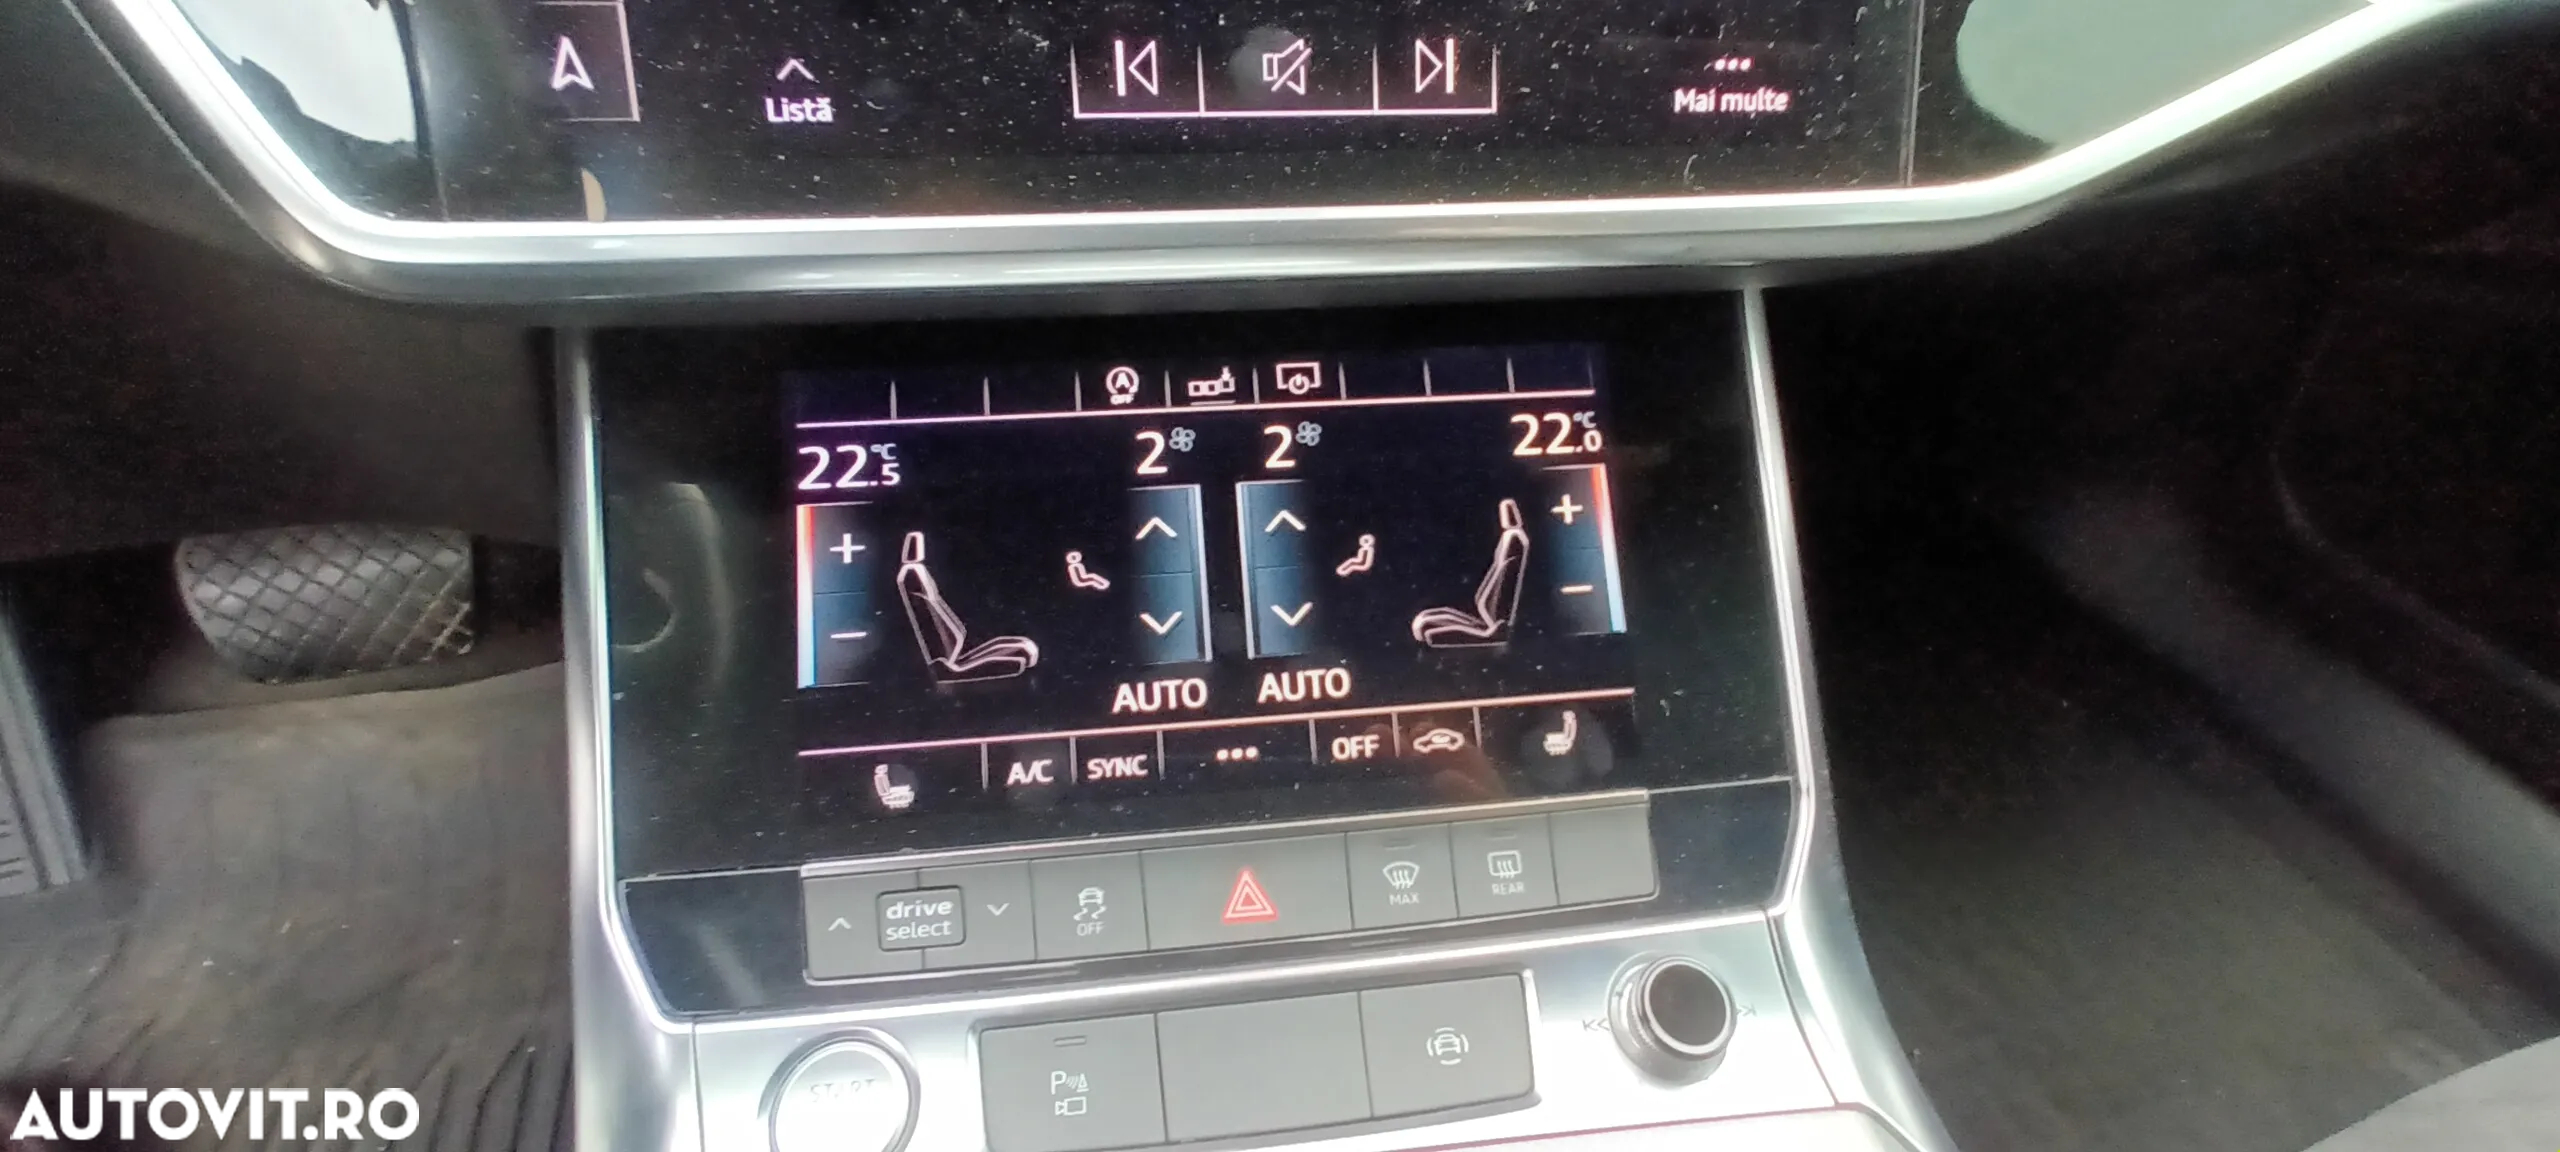 Listă
Mai multe
A
OFF
22.5 °C
2
2
22.0 °C
AUTO
AUTO
A/C
SYNC
OFF
drive
select
OFF
MAX
REAR
START
P
AUTOVIT.RO